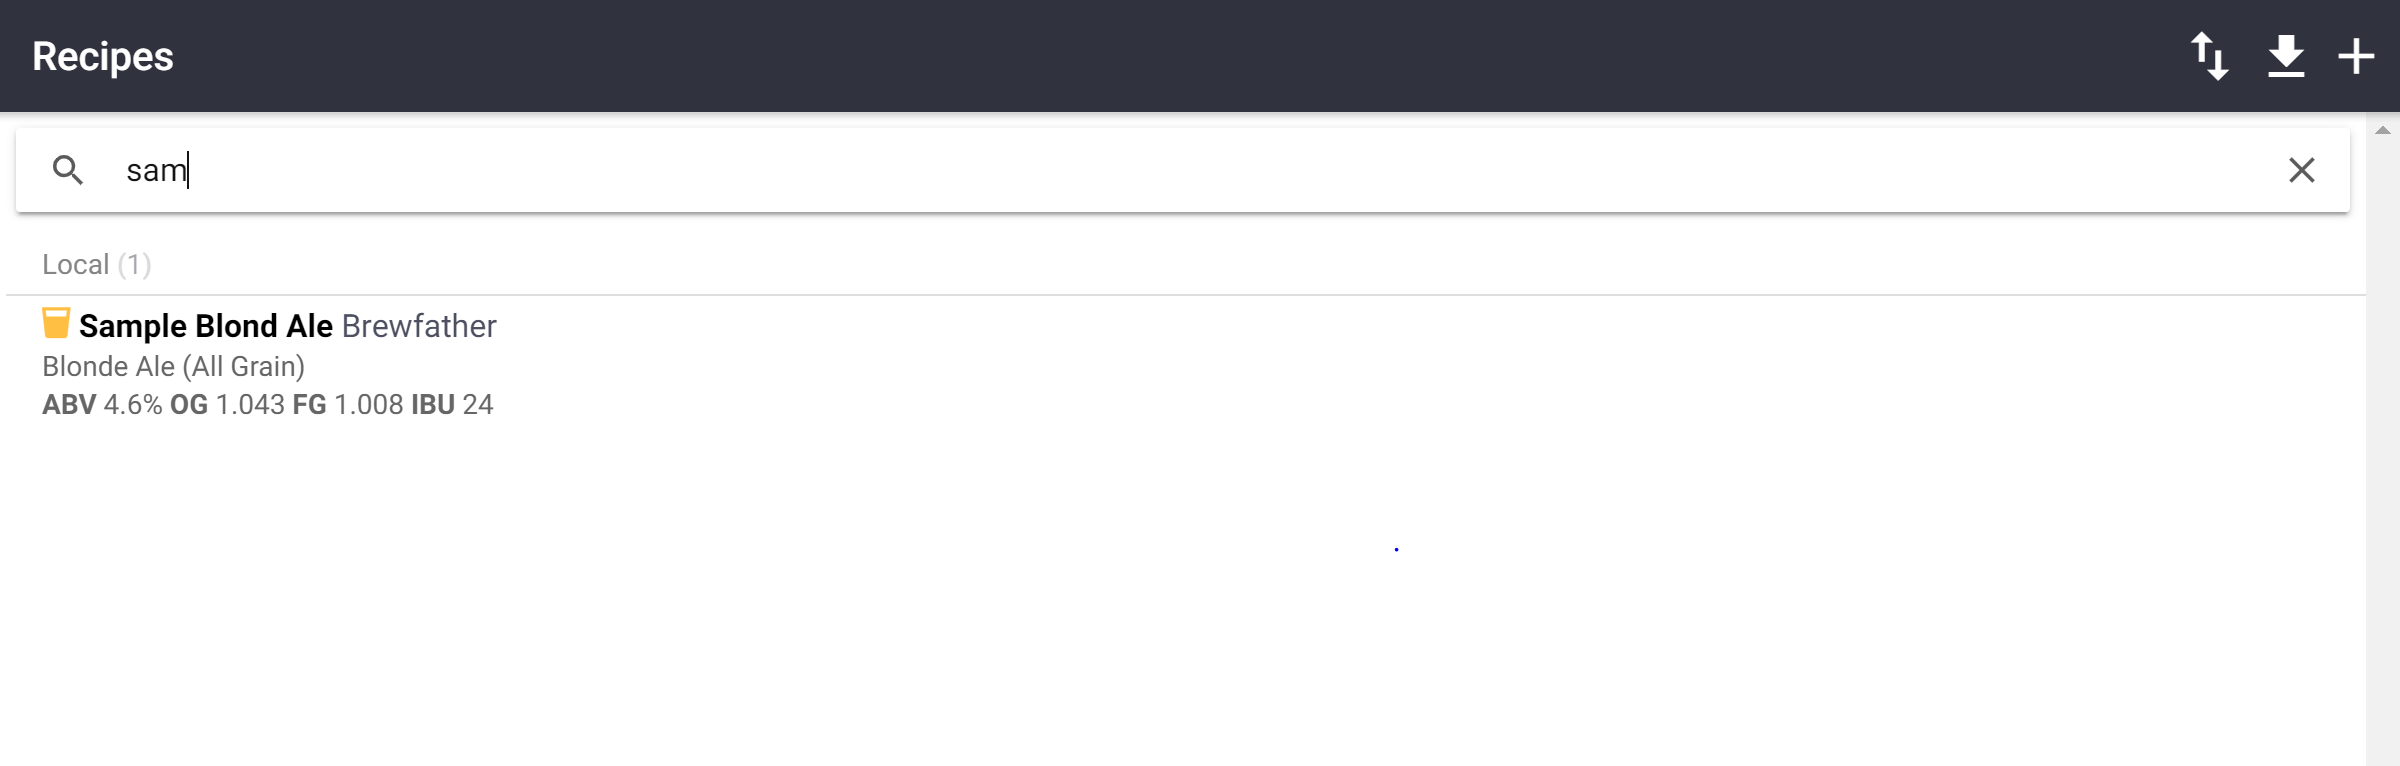 Recipes
sam
Local (1)
Sample Blond Ale Brewfather
Blonde Ale (All Grain)
ABV 4.6% OG 1.043 FG 1.008 IBU 24